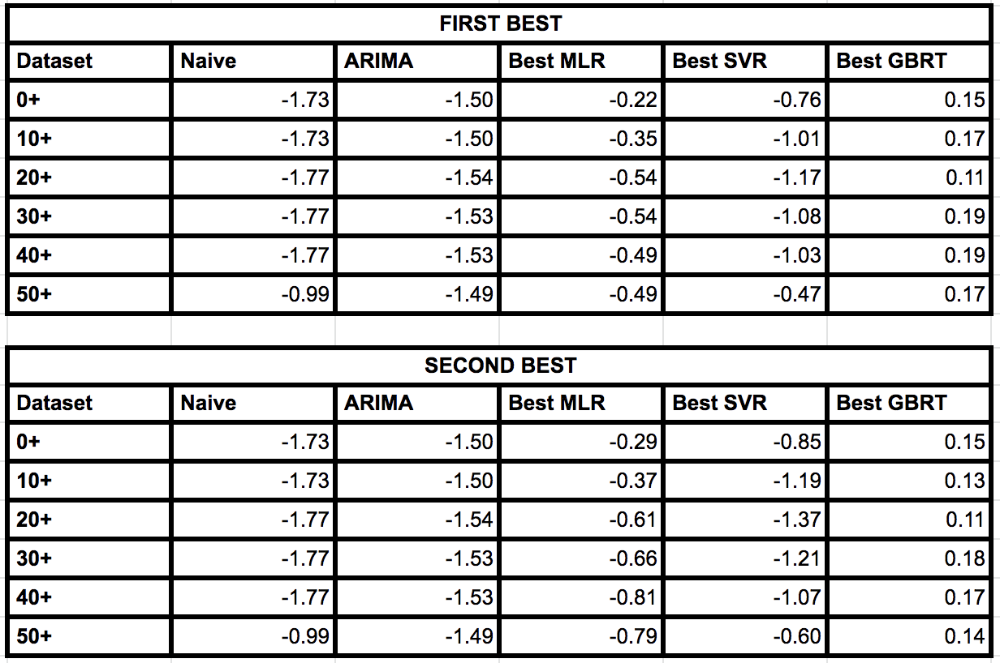 FIRST BEST
Dataset Naive ARIMA Best MLR Best SVR Best GBRT
0+ -1.73 -1.50 -0.22 -0.76 0.15
10+ -1.73 -1.50 -0.35 -1.01 0.17
20+ -1.77 -1.54 -0.54 -1.17 0.11
30+ -1.77 -1.53 -0.54 -1.08 0.19
40+ -1.77 -1.53 -0.49 -1.03 0.19
50+ -0.99 -1.49 -0.49 -0.47 0.17
SECOND BEST
Dataset Naive ARIMA Best MLR Best SVR Best GBRT
0+ -1.73 -1.50 -0.29 -0.85 0.15
10+ -1.73 -1.50 -0.37 -1.19 0.13
20+ -1.77 -1.54 -0.61 -1.37 0.11
30+ -1.77 -1.53 -0.66 -1.21 0.18
40+ -1.77 -1.53 -0.81 -1.07 0.17
50+ -0.99 -1.49 -0.79 -0.60 0.14